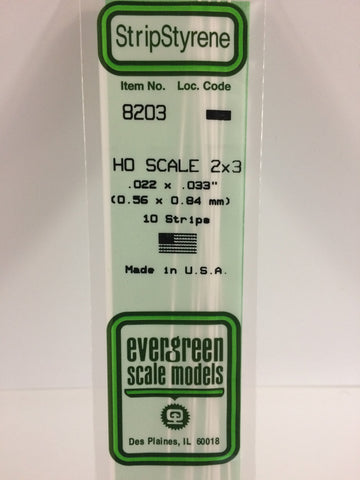 StripStyrene
Item No. Loc. Code
8203
HO SCALE 2x3
.022 x .033"
(0.56 x 0.84 mm)
10 Strips
Made in U.S.A.
evergreen
scale models
Des Plaines, IL 60018